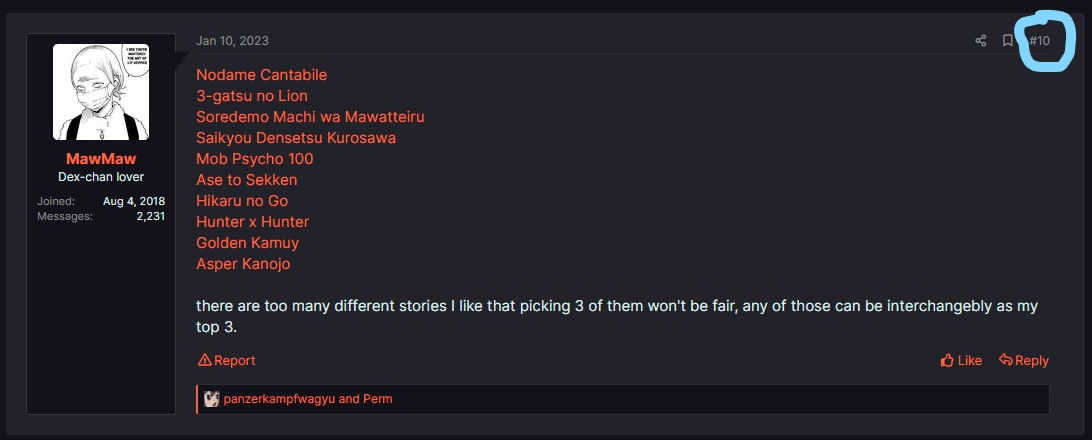 I SEE YOU'VE
MASTERED
THE ART OF
LIP SERVICE
MawMaw
Dex-chan lover
Joined: Aug 4, 2018
Messages: 2,231
Jan 10, 2023
#10
Nodame Cantabile
3-gatsu no Lion
Soredemo Machi wa Mawatteiru
Saikyou Densetsu Kurosawa
Mob Psycho 100
Ase to Sekken
Hikaru no Go
Hunter x Hunter
Golden Kamuy
Asper Kanojo
there are too many different stories I like that picking 3 of them won't be fair, any of those can be interchangebly as my
top 3.
Report
Like Reply
panzerkampfwagyu and Perm